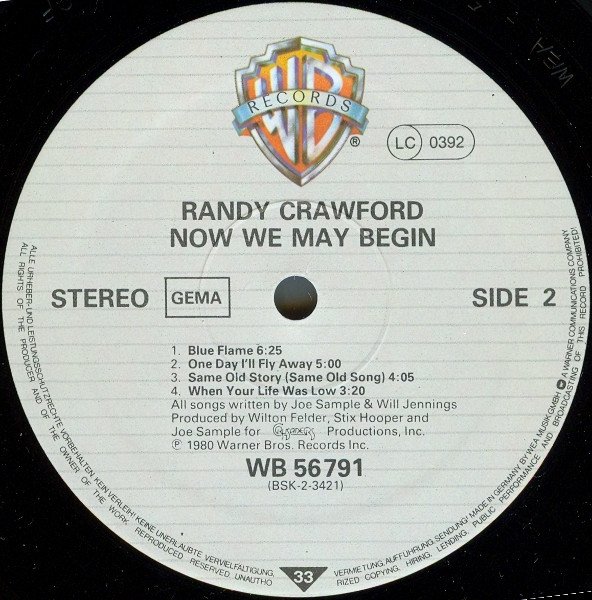 WEA
WB
RECORDS
®
LC 0392
RANDY CRAWFORD
NOW WE MAY BEGIN
STEREO
GEMA
SIDE 2
1. Blue Flame 6:25
2. One Day I'll Fly Away 5:00
3. Same Old Story (Same Old Song) 4:05
4. When Your Life Was Low 3:20
All songs written by Joe Sample & Will Jennings
Produced by Wilton Felder, Stix Hooper and
Joe Sample for Crusaders Productions, Inc.
℗ 1980 Warner Bros. Records Inc.
WB 56 791
(BSK-2-3421)
ALLE URHEBER- UND LEISTUNGSSCHUTZRECHTE VORBEHALTEN. KEIN VERLEIH! KEINE UNERLAUBTE VERVIELFÄLTIGUNG,
VERMIETUNG, AUFFÜHRUNG, SENDUNG! MADE IN GERMANY BY WEA MUSIK GMBH A WARNER COMMUNICATIONS COMPANY
ALL RIGHTS OF THE PRODUCER AND OF THE OWNER OF THE WORK REPRODUCED RESERVED. UNAUTHO
RIZED COPYING, HIRING, LENDING, PUBLIC PERFORMANCE AND BROADCASTING OF THIS RECORD PROHIBITED!
33